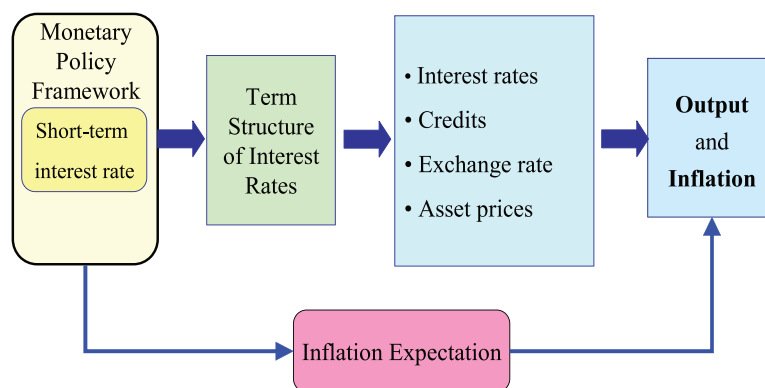 Monetary
Policy
Framework
Short-term
interest rate
Term
Structure
of Interest
Rates
• Interest rates
• Credits
• Exchange rate
• Asset prices
Output
and
Inflation
Inflation Expectation